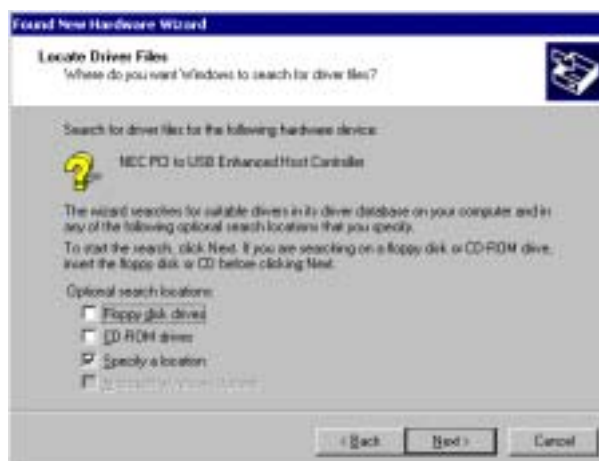 Found New Hardware Wizard
Locate Driver Files
Where do you want Windows to search for driver files?
Search for driver files for the following hardware device:
NEC PCI to USB Enhanced Host Controller
The wizard searches for suitable drivers in its driver database on your computer and in
any of the following optional search locations that you specify.
To start the search, click Next. If you are searching on a floppy disk or CD-ROM drive,
insert the floppy disk or CD before clicking Next.
Optional search locations:
Floppy disk drives
CD-ROM drives
Specify a location
< Back
Next >
Cancel